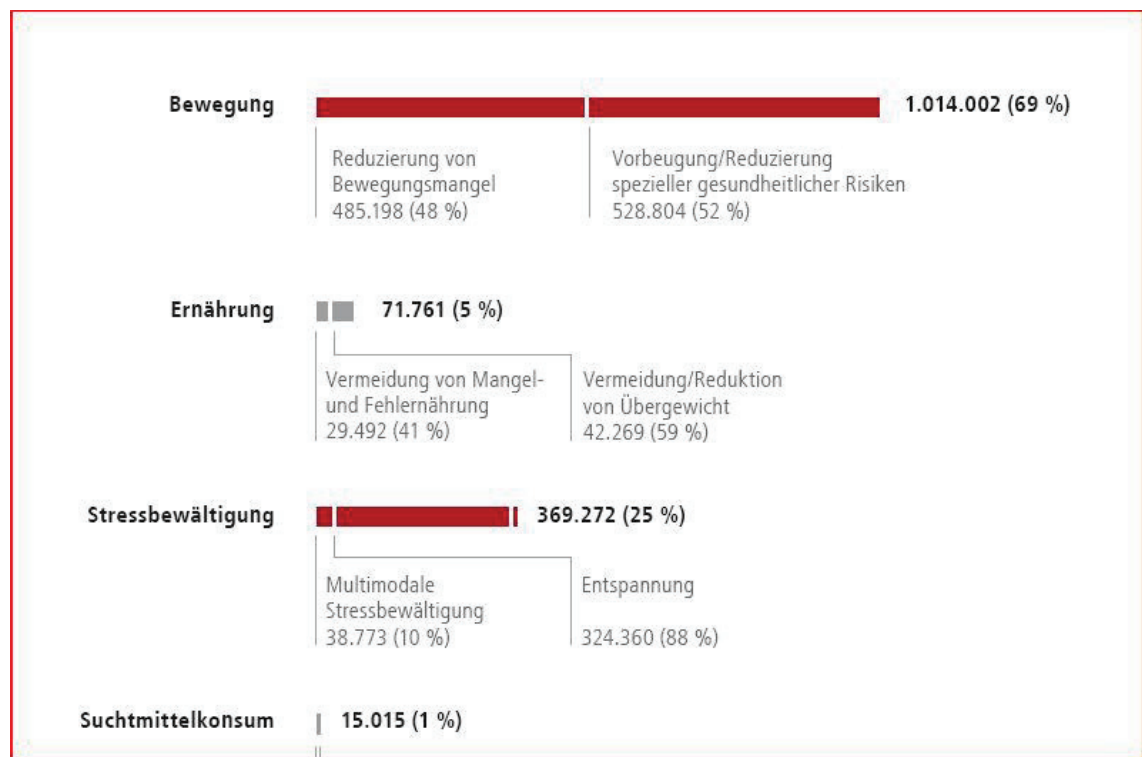 Bewegung 1.014.002 (69 %)
Reduzierung von
Bewegungsmangel
485.198 (48 %)
Vorbeugung/Reduzierung
spezieller gesundheitlicher Risiken
528.804 (52 %)
Ernährung 71.761 (5 %)
Vermeidung von Mangel-
und Fehlernährung
29.492 (41 %)
Vermeidung/Reduktion
von Übergewicht
42.269 (59 %)
Stressbewältigung 369.272 (25 %)
Multimodale
Stressbewältigung
38.773 (10 %)
Entspannung
324.360 (88 %)
Suchtmittelkonsum 15.015 (1 %)